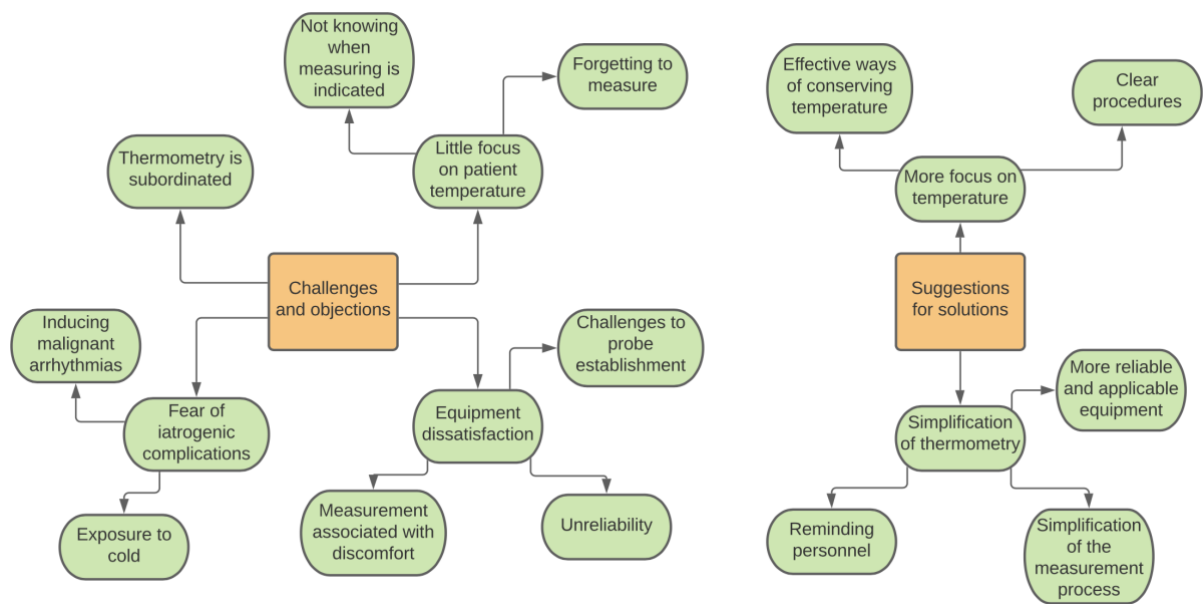 Not knowing
when
measuring is
indicated
Forgetting to
measure
Thermometry is
subordinated
Little focus
on patient
temperature
Challenges
and objections
Inducing
malignant
arrhythmias
Fear of
iatrogenic
complications
Exposure to
cold
Challenges to
probe
establishment
Equipment
dissatisfaction
Measurement
associated with
discomfort
Unreliability
Effective ways
of conserving
temperature
Clear
procedures
More focus on
temperature
Suggestions
for solutions
More reliable
and applicable
equipment
Simplification
of thermometry
Reminding
personnel
Simplification
of the
measurement
process